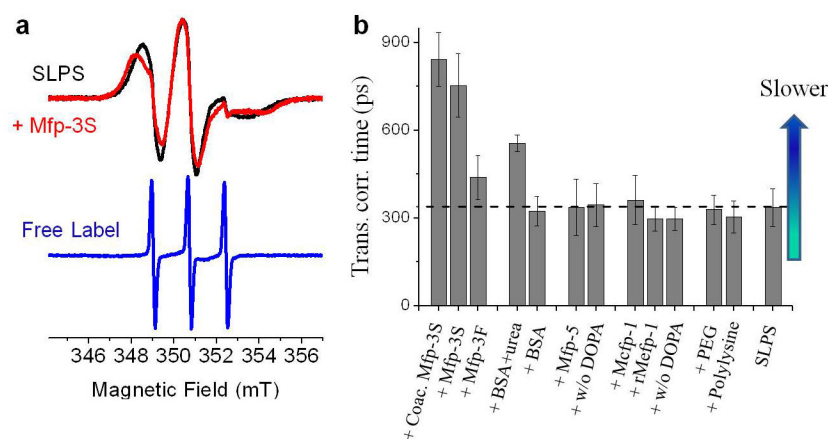 a
SLPS
+ Mfp-3S
Free Label
346 348 350 352 354 356
Magnetic Field (mT)
b
Trans. corr. time (ps)
900
600
300
0
Slower
+ Coac. Mfp-3S
+ Mfp-3S
+ Mfp-3F
+ BSA+urea
+ BSA
+ Mfp-5
+ w/o DOPA
+ Mcfp-1
+ rMefp-1
+ w/o DOPA
+ PEG
+ Polylysine
SLPS